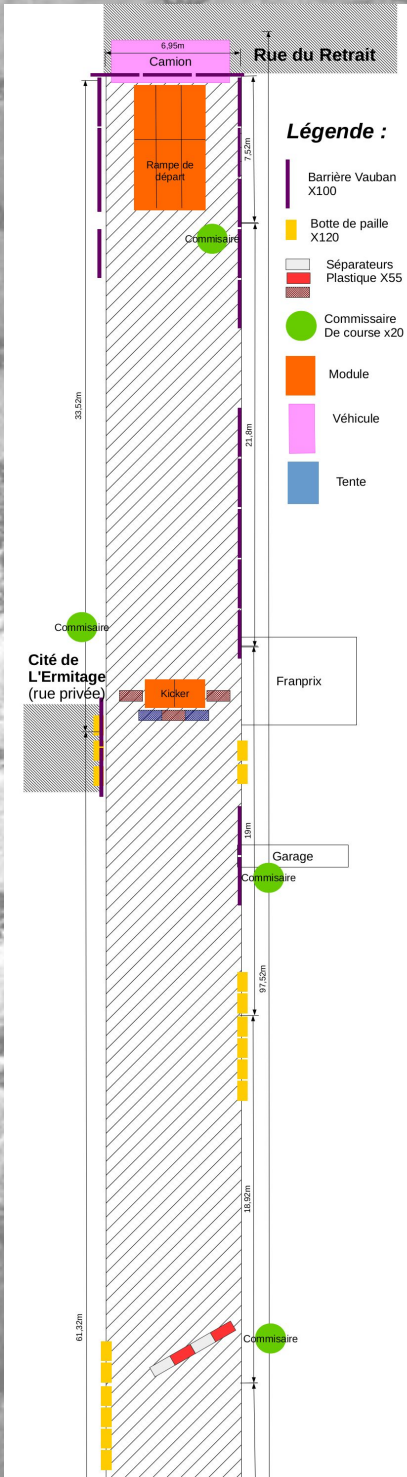 6,95m
Camion
Rue du Retrait
Légende :
Rampe de
départ
7,52m
Barrière Vauban
X100
Botte de paille
X120
Commisaire
Séparateurs
Plastique X55
Commissaire
De course x20
Module
Véhicule
33,52m
21,8m
Tente
Commisaire
Cité de
L'Ermitage
(rue privée)
Kicker
Franprix
19m
Garage
Commisaire
97,52m
18,92m
61,32m
Commisaire